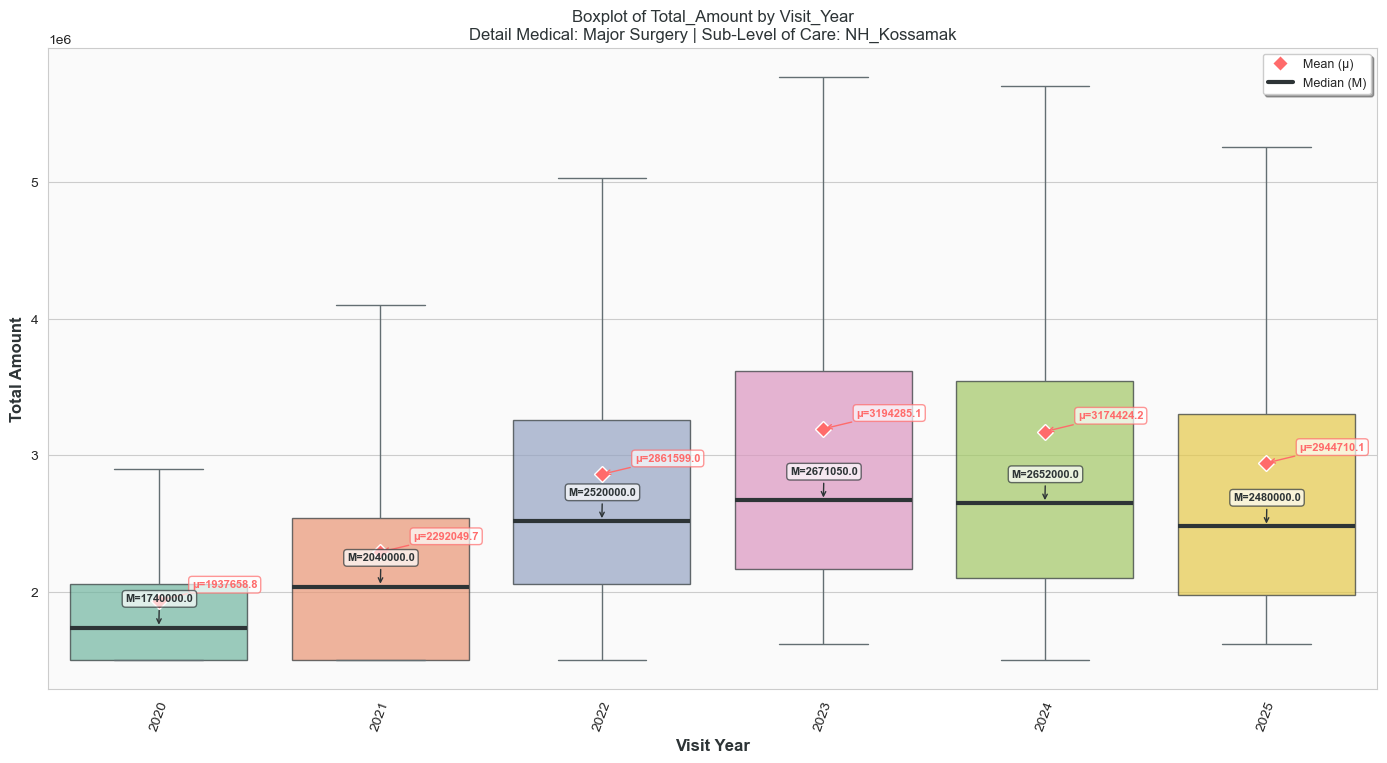 Boxplot of Total_Amount by Visit_Year
Detail Medical: Major Surgery | Sub-Level of Care: NH_Kossamak
1e6
Mean (μ)
Median (M)
5
4
3
2
Total Amount
μ=1937658.8
M=1740000.0
μ=2292049.7
M=2040000.0
μ=2861599.0
M=2520000.0
μ=3194285.1
M=2671050.0
μ=3174424.2
M=2652000.0
μ=2944710.1
M=2480000.0
2020
2021
2022
2023
2024
2025
Visit Year